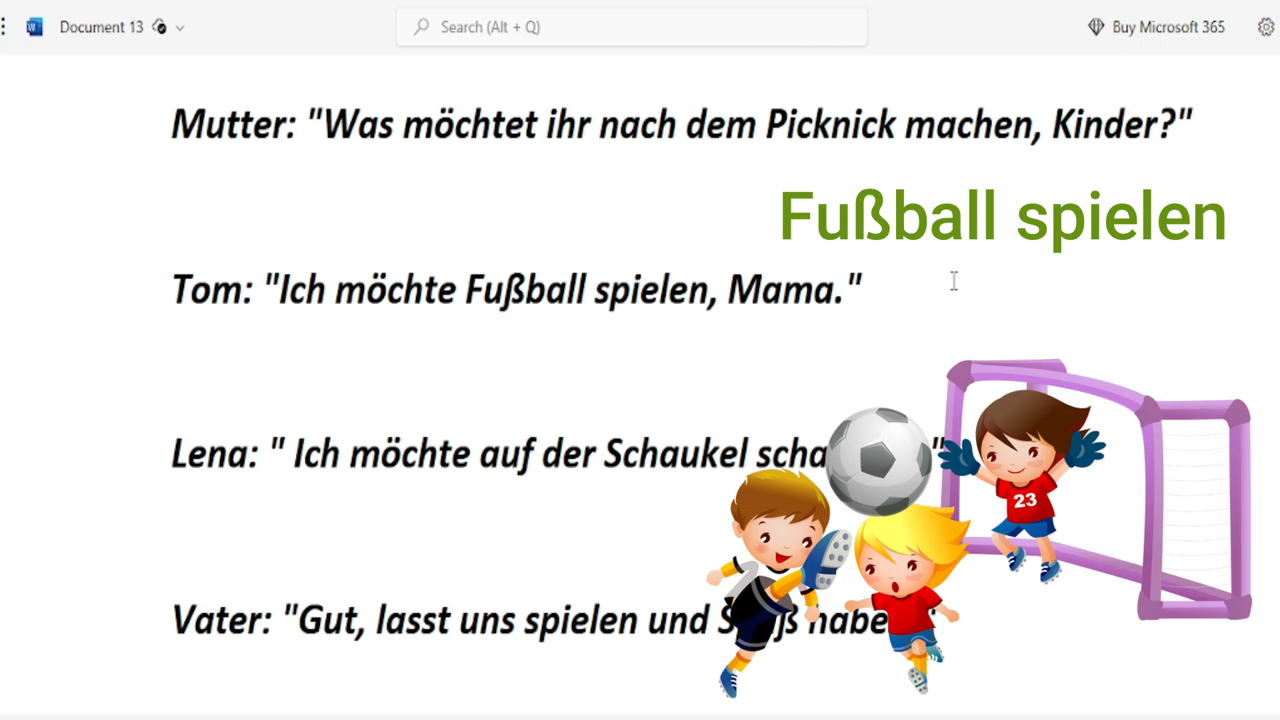 Document 13
Search (Alt + Q)
Buy Microsoft 365
Mutter: "Was möchtet ihr nach dem Picknick machen, Kinder?"
Fußball spielen
Tom: "Ich möchte Fußball spielen, Mama."
Lena: " Ich möchte auf der Schaukel "
23
Vater: "Gut, lasst uns spielen und